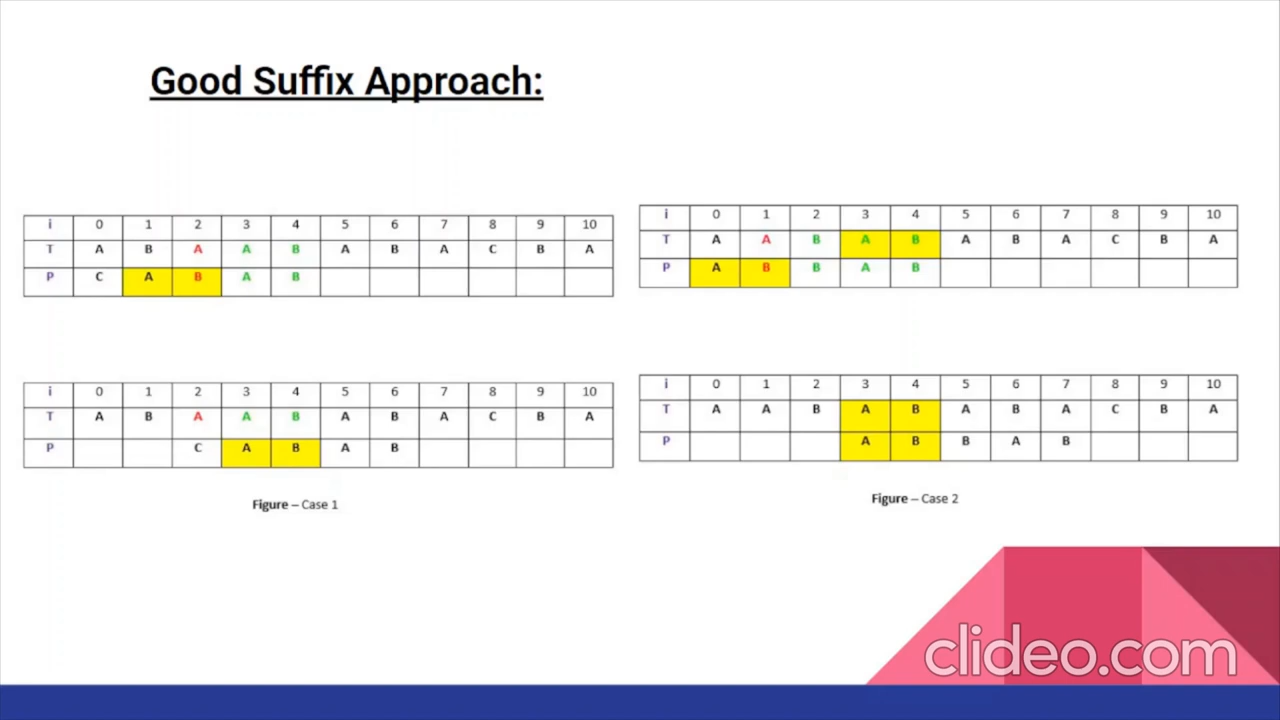 Good Suffix Approach:
i 0 1 2 3 4 5 6 7 8 9 10
T A B A A B A B A C B A
P C A B A B
i 0 1 2 3 4 5 6 7 8 9 10
T A B A A B A B A C B A
P C A B A B
Figure – Case 1
i 0 1 2 3 4 5 6 7 8 9 10
T A A B A B A B A C B A
P A B B A B
i 0 1 2 3 4 5 6 7 8 9 10
T A A B A B A B A C B A
P A B B A B
Figure – Case 2
clideo.com